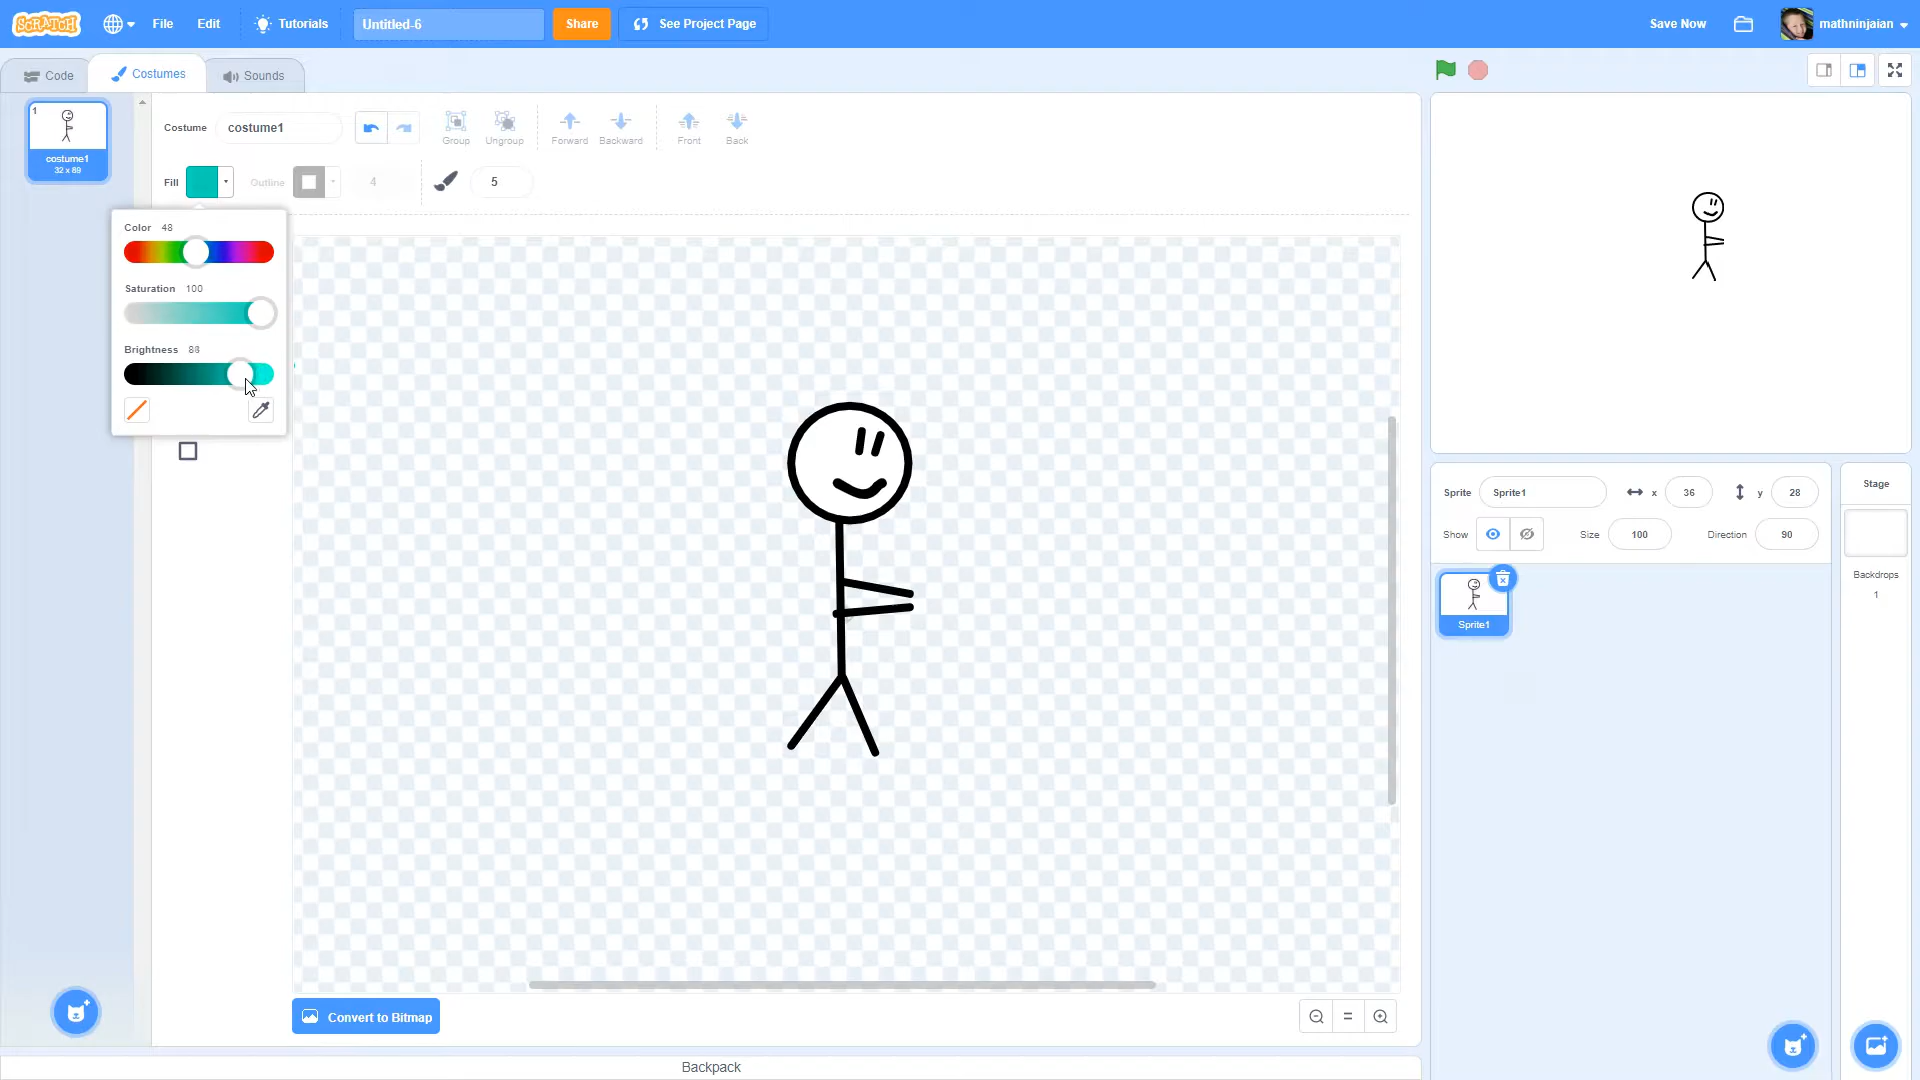 SCRATCH
File
Edit
Tutorials
Untitled-6
Share
See Project Page
Save Now
mathninjaian
Code
Costumes
Sounds
1
costume1
32 x 89
Costume
costume1
Group
Ungroup
Forward
Backward
Front
Back
Fill
Outline
4
5
Color 48
Saturation 100
Brightness
Convert to Bitmap
Backpack
Sprite
Sprite1
x
36
y
28
Show
Size
100
Direction
90
Sprite1
Stage
Backdrops
1